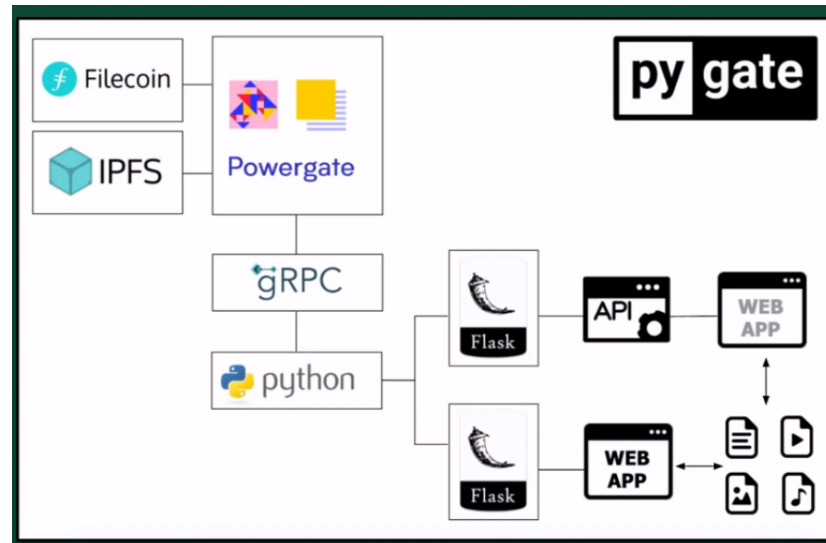 Filecoin
py gate
IPFS
Powergate
gRPC
python
Flask
API
WEB
APP
Flask
WEB
APP